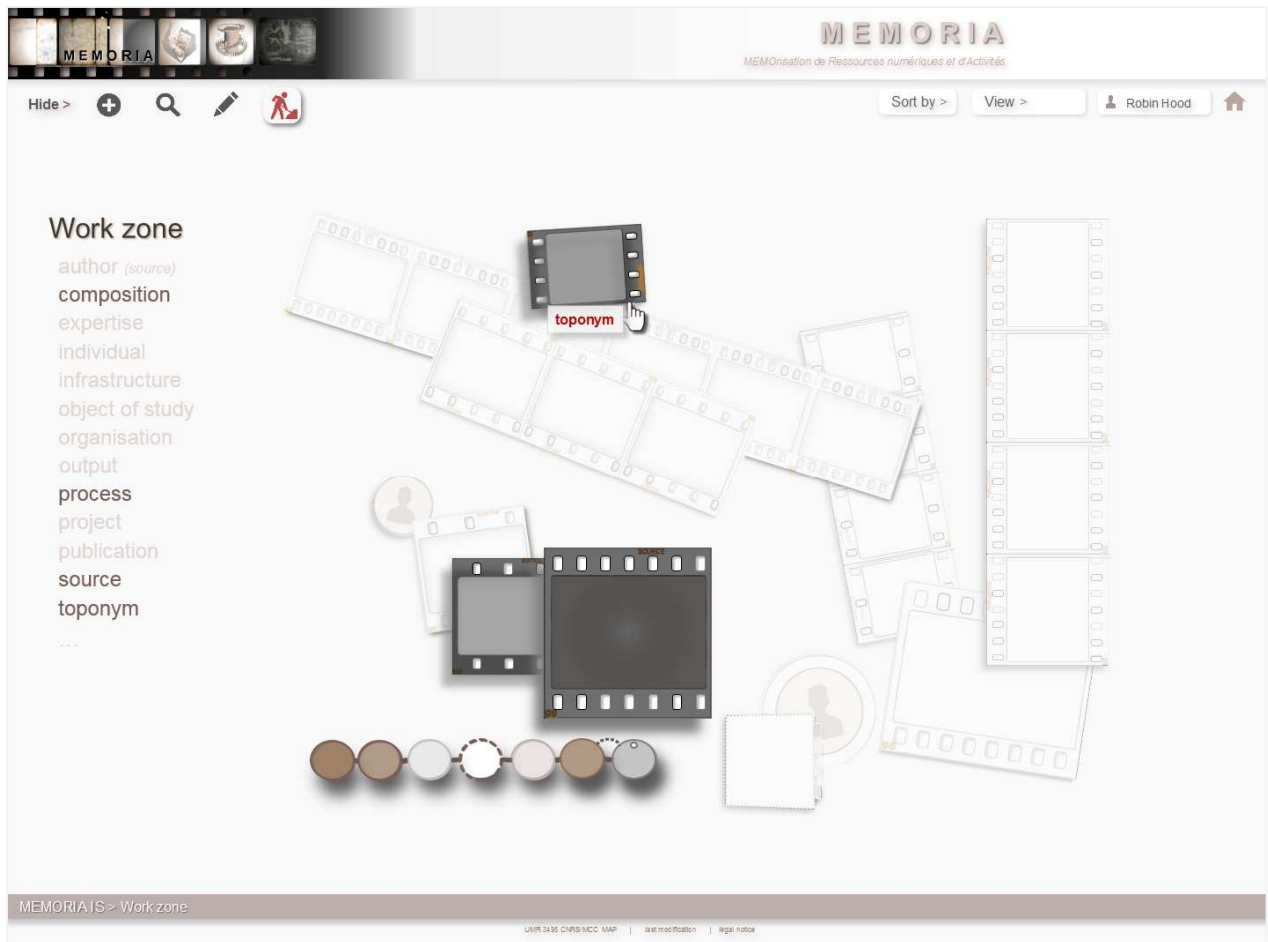 MEMORIA
MEMORIA
MEMOrisation de Ressources numériques et d'Activités
Hide >
Sort by >
View >
Robin Hood
Work zone
author (source)
composition
expertise
individual
infrastructure
object of study
organisation
output
process
project
publication
source
toponym
...
toponym
SOURCE
MEMORIA IS > Work zone
UMR 3495 CNRS/MCC MAP | last modification | legal notice